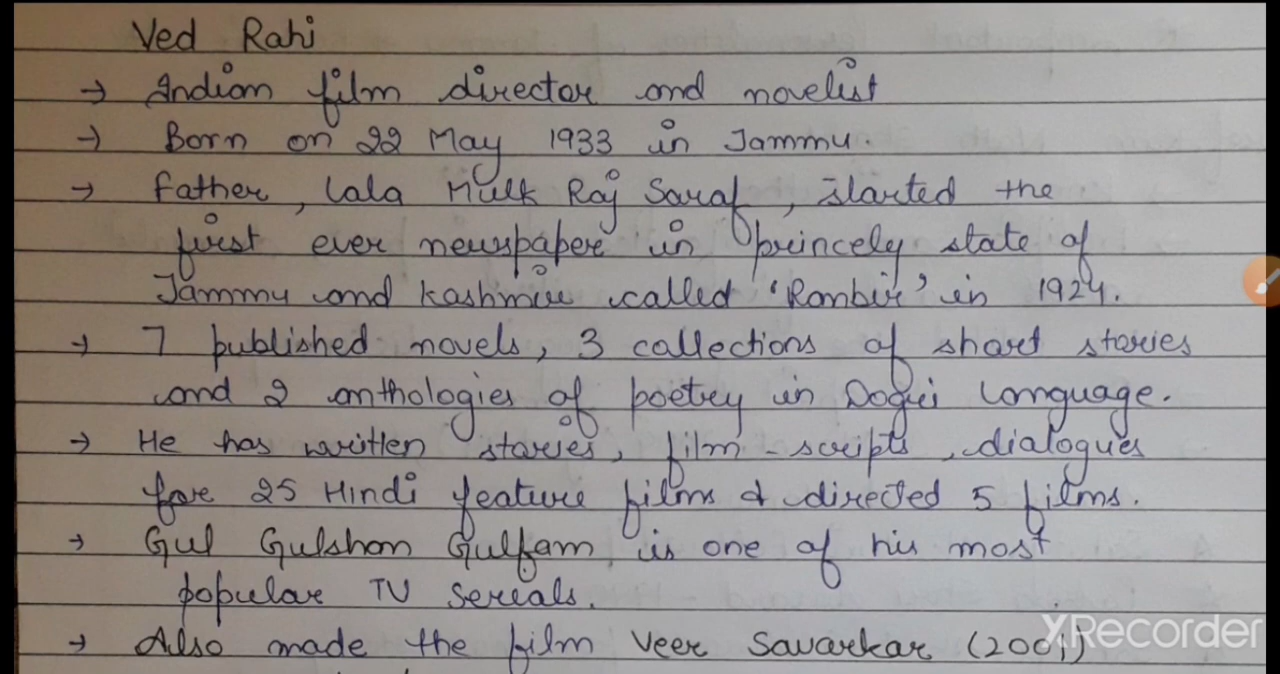 Ved Rahi
→ Indian film director and novelist
→ Born on 22 May 1933 in Jammu.
→ Father, Lala Mulk Raj Saraf, started the
first ever newspaper in princely state of
Jammu and Kashmir called 'Ranbir' in 1924.
→ 7 published novels, 3 collections of short stories
and 2 anthologies of poetry in Dogri Language.
→ He has written stories, film-scripts, dialogues
for 25 Hindi feature films & directed 5 films.
→ Gul Gulshan Gulfam is one of his most
popular TV sereals.
→ Also made the film Veer Savarkar (2001)
XRecorder